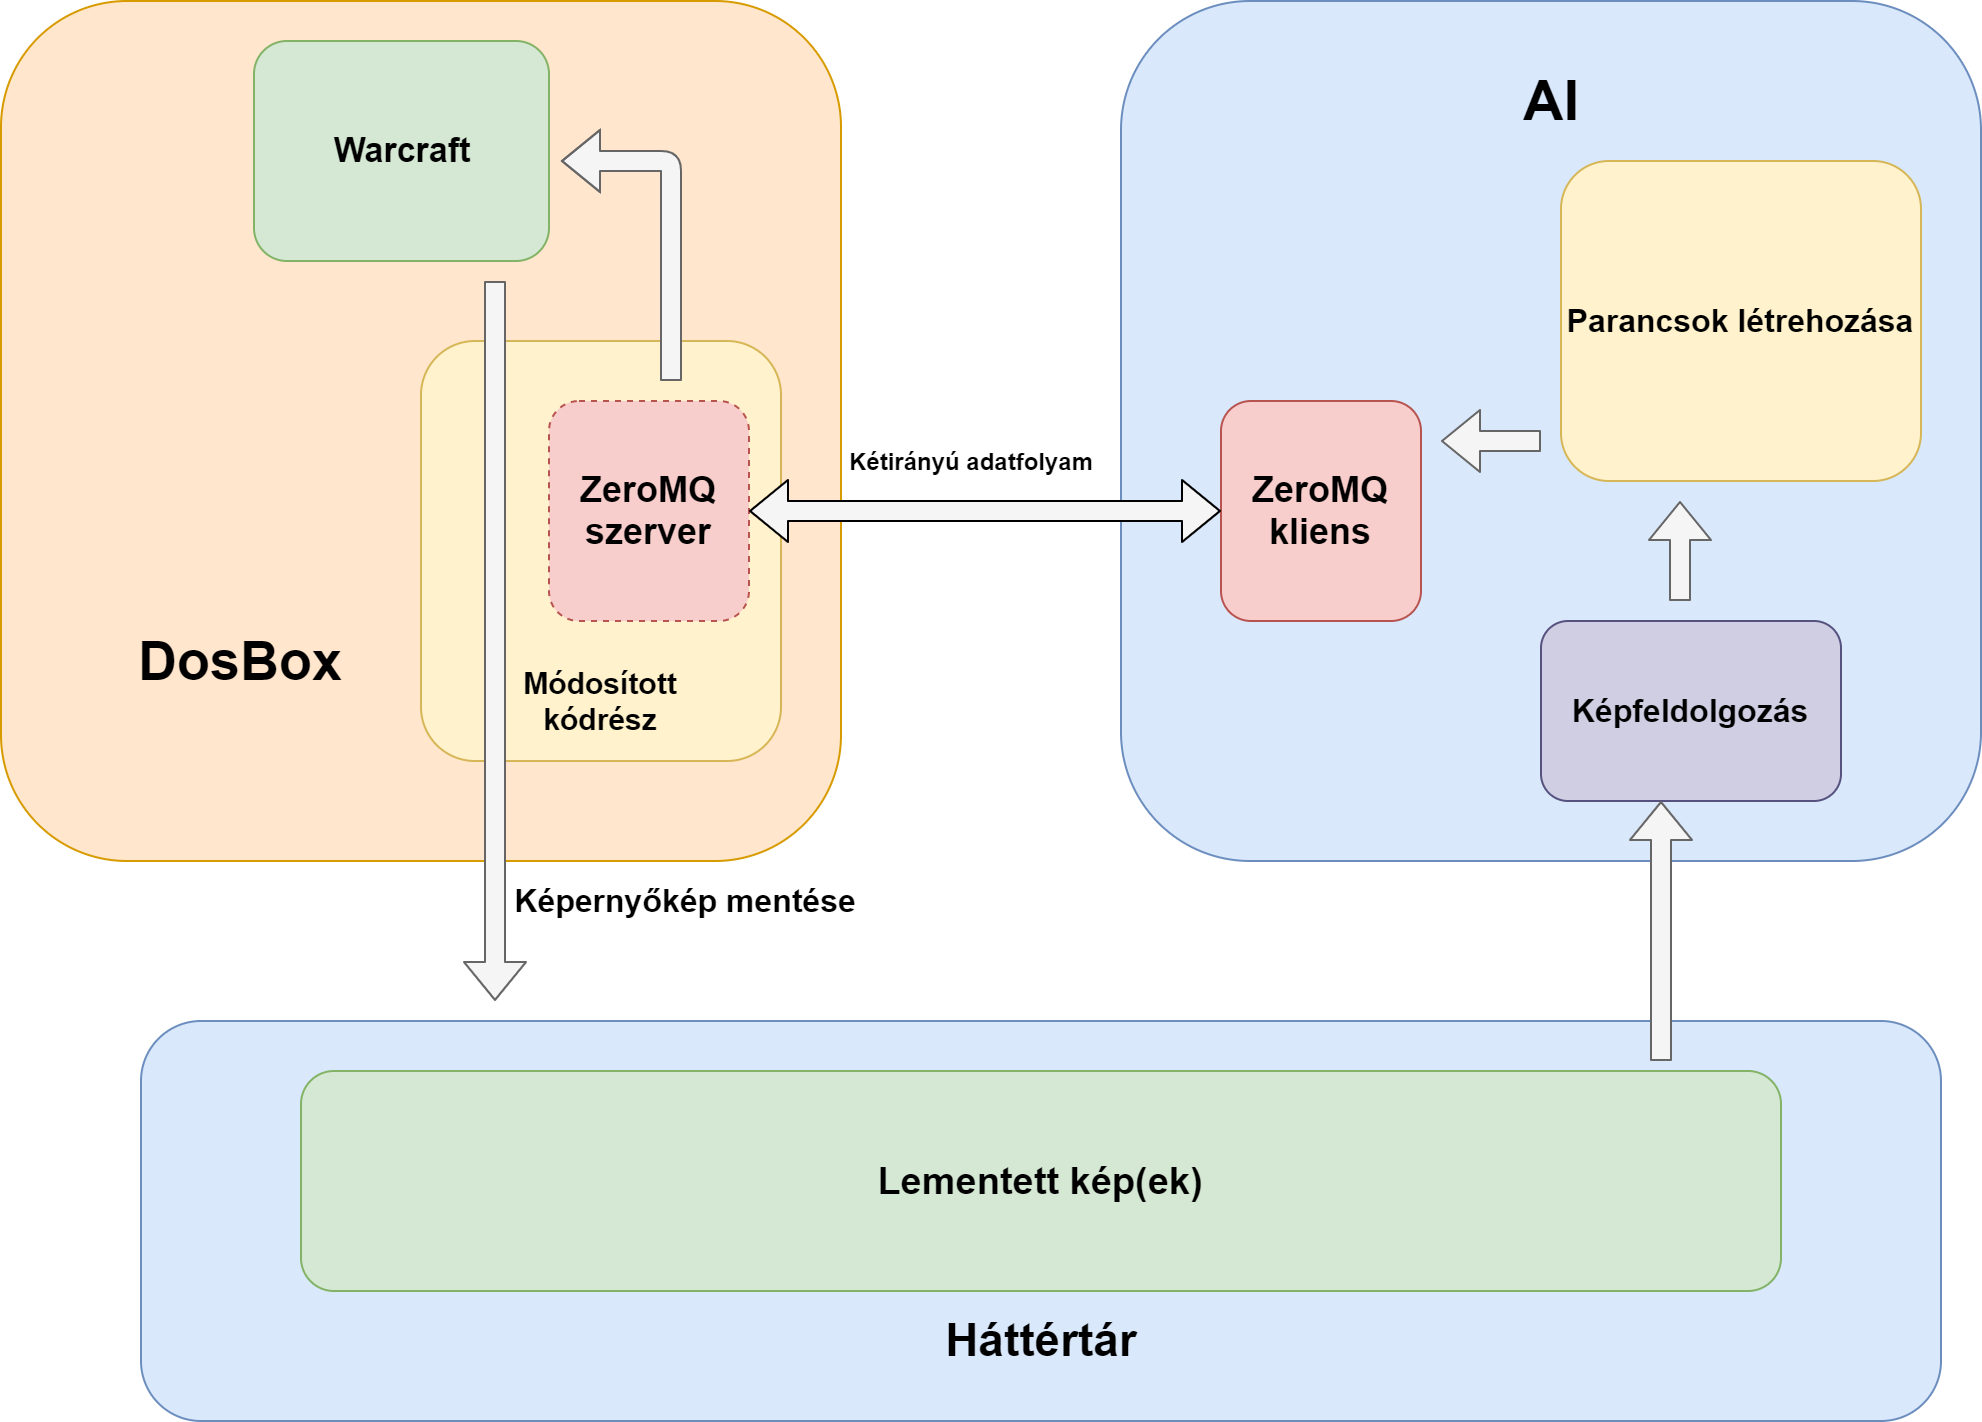 Warcraft
ZeroMQ
szerver
Módosított
kódrész
DosBox
Kétirányú adatfolyam
AI
Parancsok létrehozása
ZeroMQ
kliens
Képfeldolgozás
Képernyőkép mentése
Lementett kép(ek)
Háttértár